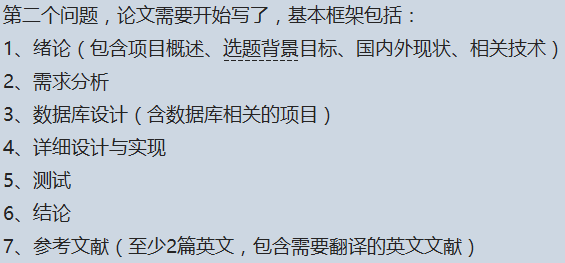 第二个问题，论文需要开始写了，基本框架包括：
1、绪论（包含项目概述、选题背景目标、国内外现状、相关技术）
2、需求分析
3、数据库设计（含数据库相关的项目）
4、详细设计与实现
5、测试
6、结论
7、参考文献（至少2篇英文，包含需要翻译的英文文献）